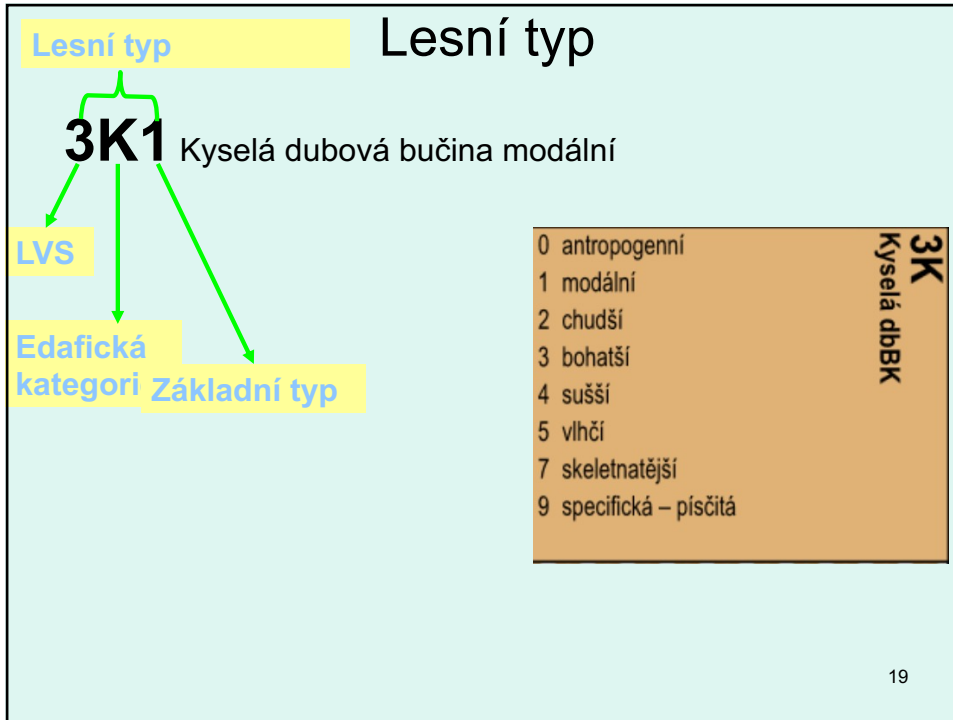 Lesní typ
Lesní typ
3K1 Kyselá dubová bučina modální
LVS
Edafická
kategori
Základní typ
0 antropogenní
1 modální
2 chudší
3 bohatší
4 sušší
5 vlhčí
7 skeletnatější
9 specifická – písčitá
3K
Kyselá dbBK
19